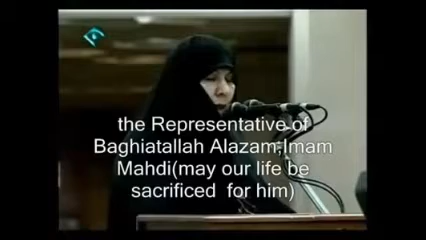 the Representative of
Baghiatallah Alazam,Imam
Mahdi(may our life be
sacrificed  for him)